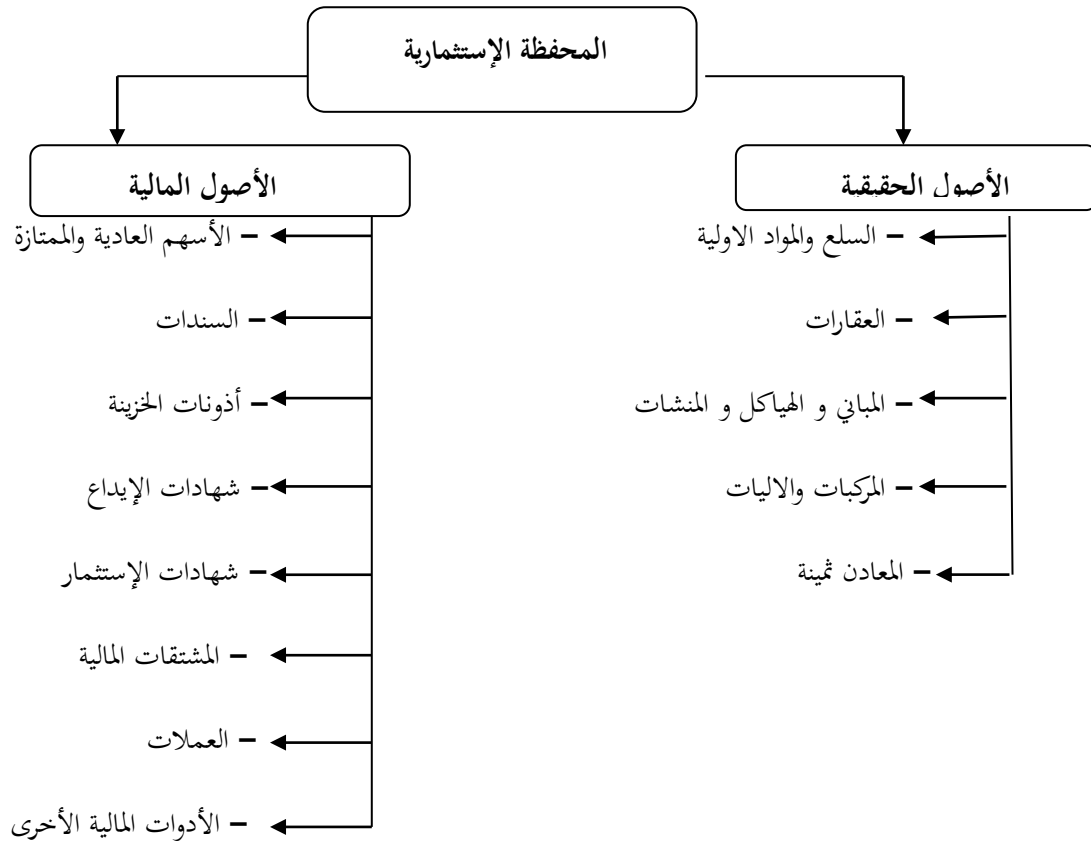 المحفظة الإستثمارية
الأصول الحقيقية
– السلع والمواد الاولية
– العقارات
– المباني و الهياكل و المنشات
– المركبات والاليات
– المعادن ثمينة
الأصول المالية
– الأسهم العادية والممتازة
– السندات
– أذونات الخزينة
– شهادات الإيداع
– شهادات الإستثمار
– المشتقات المالية
– العملات
– الأدوات المالية الأخرى